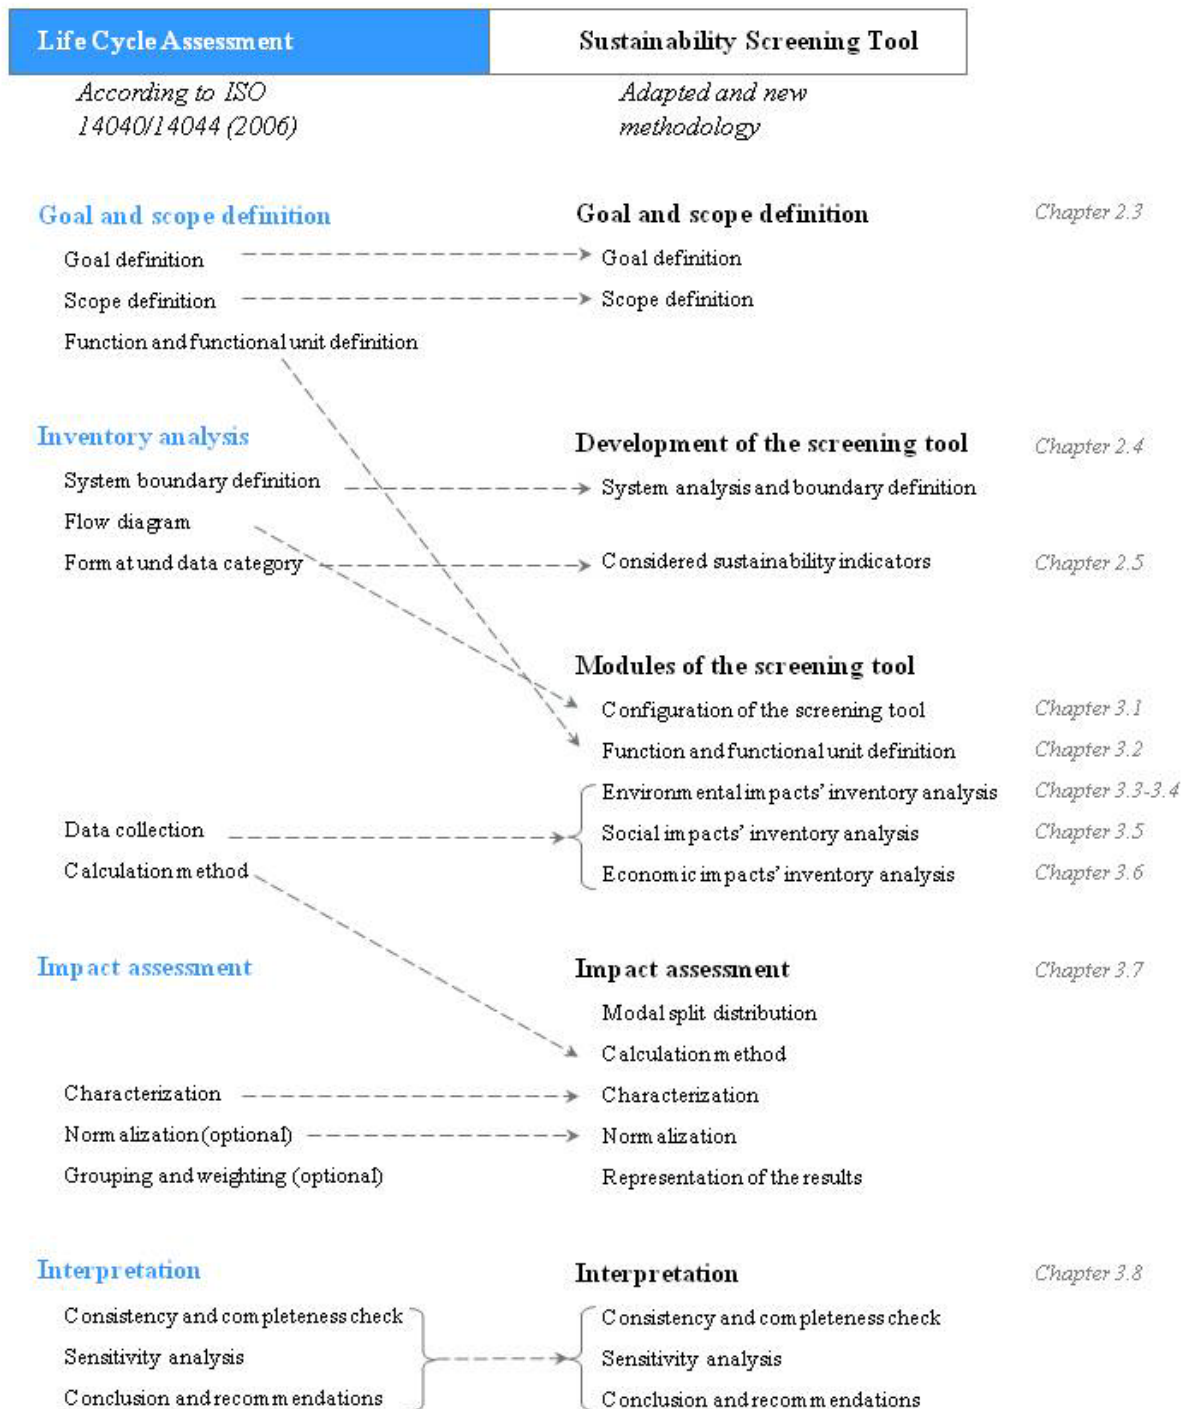 Life Cycle Assessment
Sustainability Screening Tool
According to ISO
14040/14044 (2006)
Adapted and new
methodology
Goal and scope definition
Goal and scope definition
Chapter 2.3
Goal definition
Goal definition
Scope definition
Scope definition
Function and functional unit definition
Inventory analysis
Development of the screening tool
Chapter 2.4
System boundary definition
System analysis and boundary definition
Flow diagram
Format und data category
Considered sustainability indicators
Chapter 2.5
Modules of the screening tool
Configuration of the screening tool
Chapter 3.1
Function and functional unit definition
Chapter 3.2
Environmental impacts' inventory analysis
Chapter 3.3-3.4
Data collection
Social impacts' inventory analysis
Chapter 3.5
Calculation method
Economic impacts' inventory analysis
Chapter 3.6
Impact assessment
Impact assessment
Chapter 3.7
Modal split distribution
Calculation method
Characterization
Characterization
Normalization (optional)
Normalization
Grouping and weighting (optional)
Representation of the results
Interpretation
Interpretation
Chapter 3.8
Consistency and completeness check
Consistency and completeness check
Sensitivity analysis
Sensitivity analysis
Conclusion and recommendations
Conclusion and recommendations